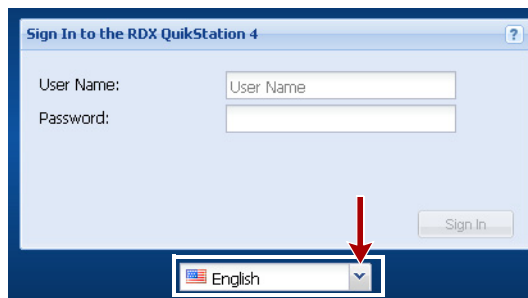 Sign In to the RDX QuikStation 4
?
User Name:
User Name
Password:
Sign In
English